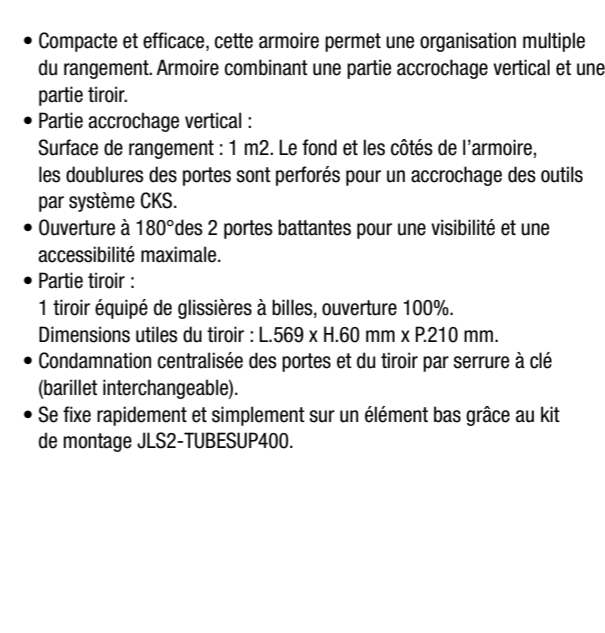 • Compacte et efficace, cette armoire permet une organisation multiple
du rangement. Armoire combinant une partie accrochage vertical et une
partie tiroir.
• Partie accrochage vertical :
Surface de rangement : 1 m2. Le fond et les côtés de l'armoire,
les doublures des portes sont perforés pour un accrochage des outils
par système CKS.
• Ouverture à 180°des 2 portes battantes pour une visibilité et une
accessibilité maximale.
• Partie tiroir :
1 tiroir équipé de glissières à billes, ouverture 100%.
Dimensions utiles du tiroir : L.569 x H.60 mm x P.210 mm.
• Condamnation centralisée des portes et du tiroir par serrure à clé
(barillet interchangeable).
• Se fixe rapidement et simplement sur un élément bas grâce au kit
de montage JLS2-TUBESUP400.